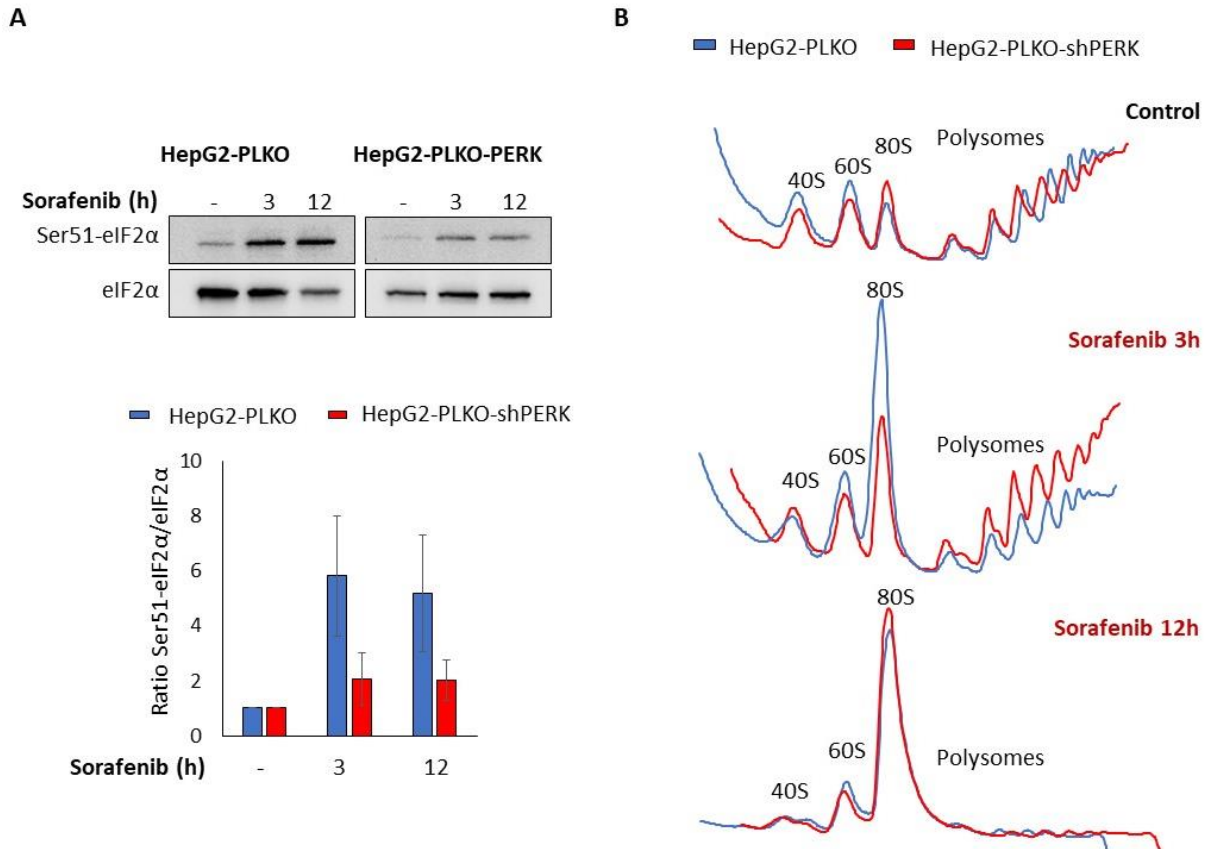 A
HepG2-PLKO HepG2-PLKO-PERK
Sorafenib (h) - 3 12 - 3 12
Ser51-eIF2α
eIF2α
HepG2-PLKO HepG2-PLKO-shPERK
Ratio Ser51-eIF2α/eIF2α
10
8
6
4
2
0
Sorafenib (h) - 3 12
B
HepG2-PLKO HepG2-PLKO-shPERK
Control
40S 60S 80S Polysomes
Sorafenib 3h
40S 60S 80S Polysomes
Sorafenib 12h
40S 60S 80S Polysomes